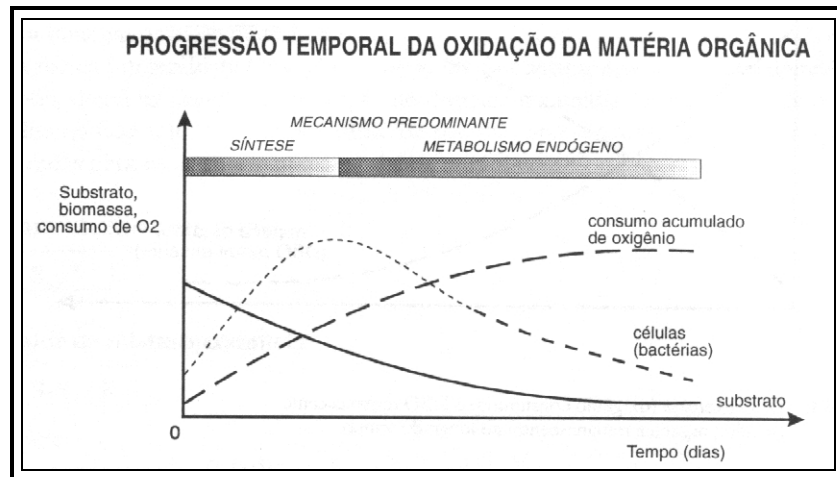 PROGRESSÃO TEMPORAL DA OXIDAÇÃO DA MATÉRIA ORGÂNICA
MECANISMO PREDOMINANTE
SÍNTESE METABOLISMO ENDÓGENO
Substrato,
biomassa,
consumo de O2
consumo acumulado
de oxigênio
células
(bactérias)
substrato
0
Tempo (dias)